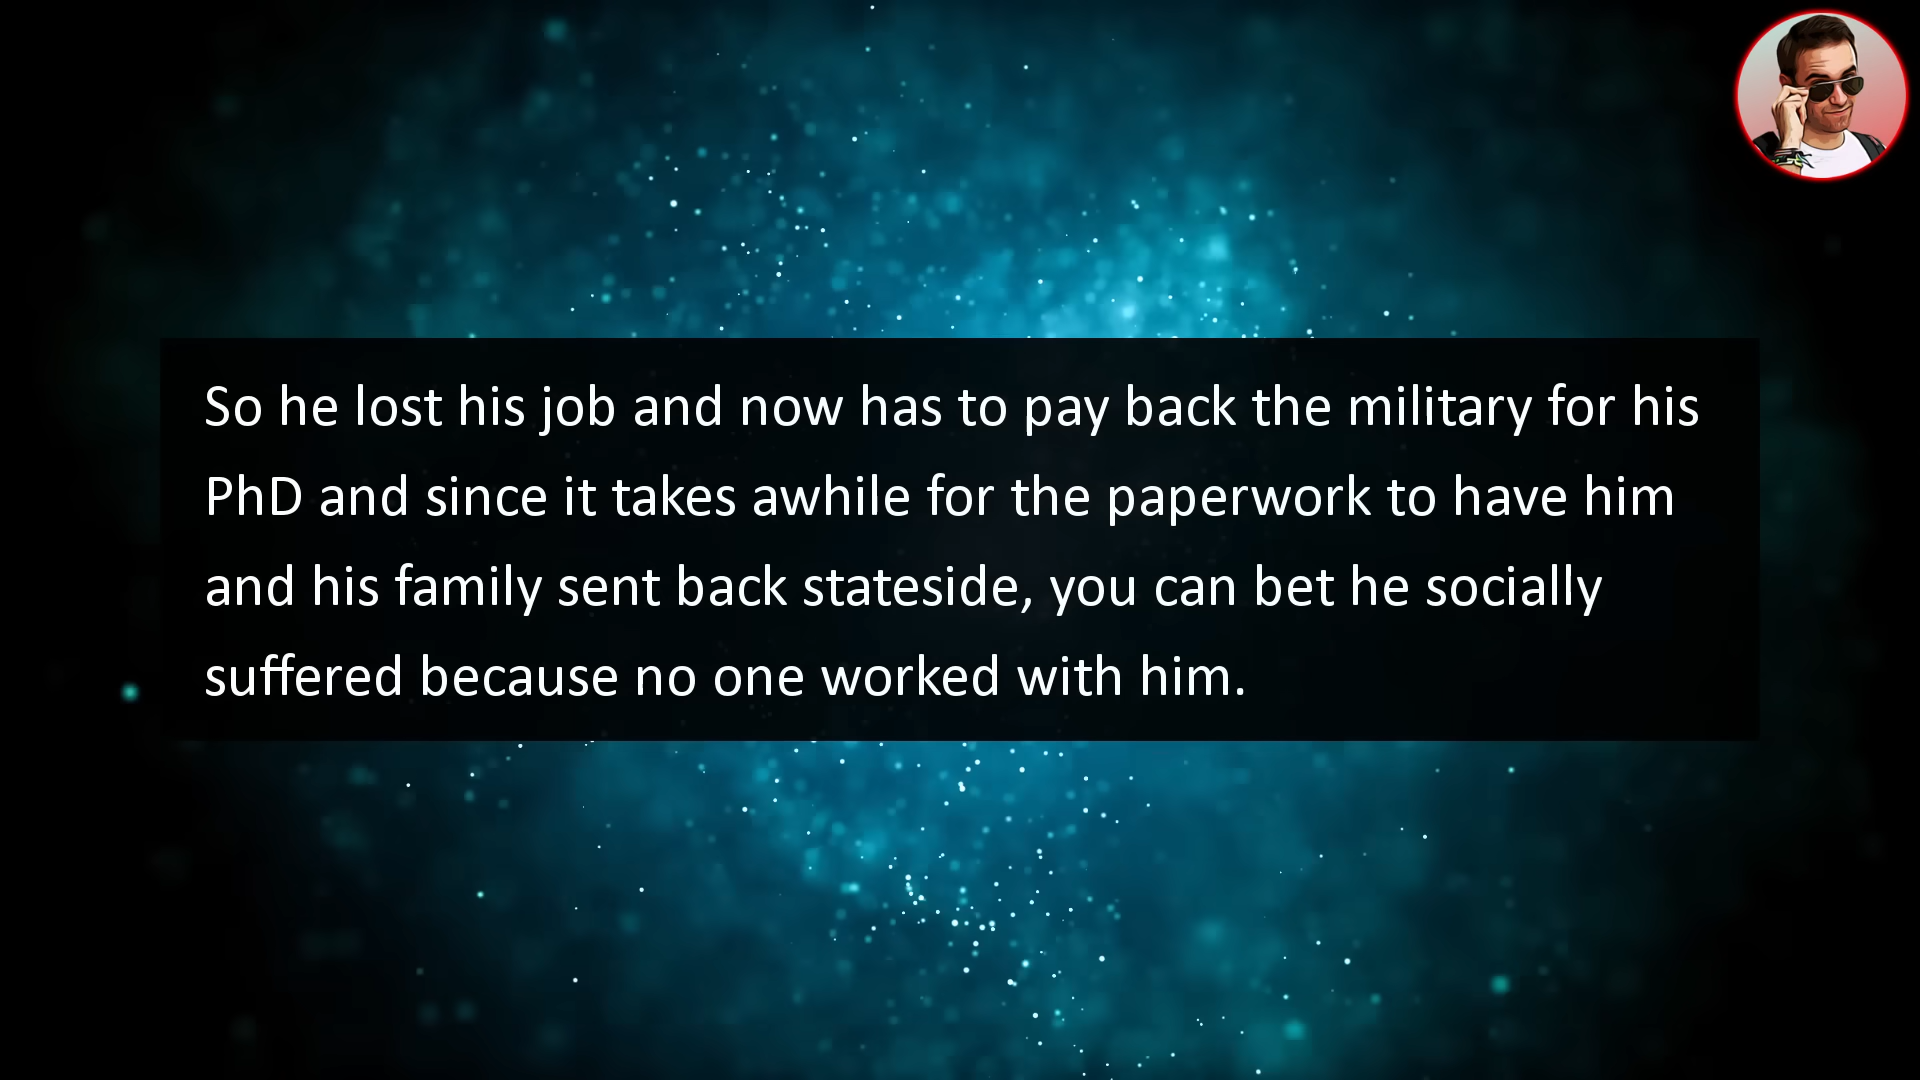 So he lost his job and now has to pay back the military for his
PhD and since it takes awhile for the paperwork to have him
and his family sent back stateside, you can bet he socially
suffered because no one worked with him.